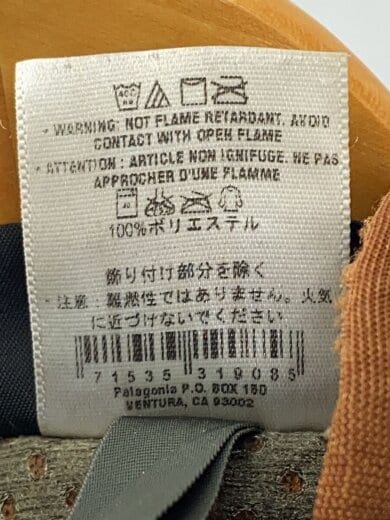 · WARNING: NOT FLAME RETARDANT. AVOID
CONTACT WITH OPEN FLAME
· ATTENTION : ARTICLE NON IGNIFUGE. NE PAS
APPROCHER D'UNE FLAMME
100%ポリエステル
飾り付け部分を除く
· 注意 : 難燃性ではありません。火気
に近づけないでください
71535 319085
Patagonia P.O. BOX 150
VENTURA, CA 93002